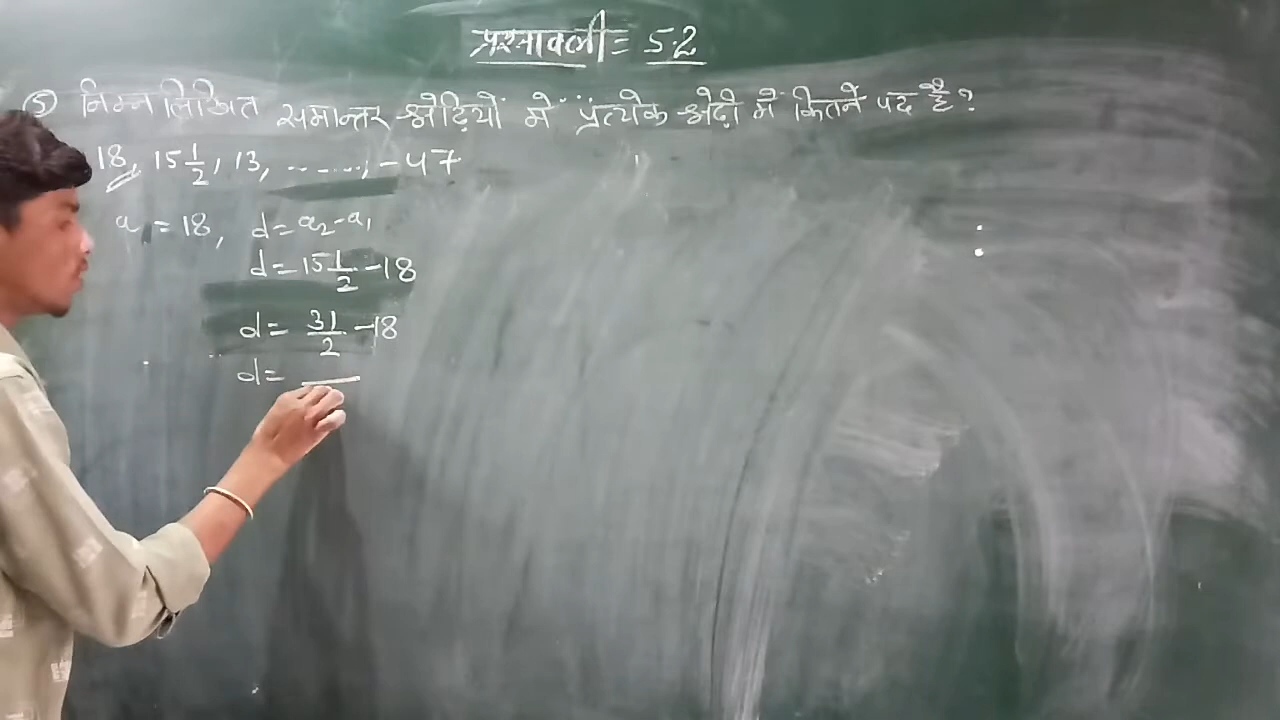 प्रश्नावली = 5.2
⑤ निम्नलिखित समान्तर श्रेढ़ियों में प्रत्येक श्रेढ़ी में कितने पद है?
18, 15 1/2, 13, ........, -47
a₁ = 18, d = a₂ - a₁
d = 15 1/2 - 18
d = 31/2 - 18
d =